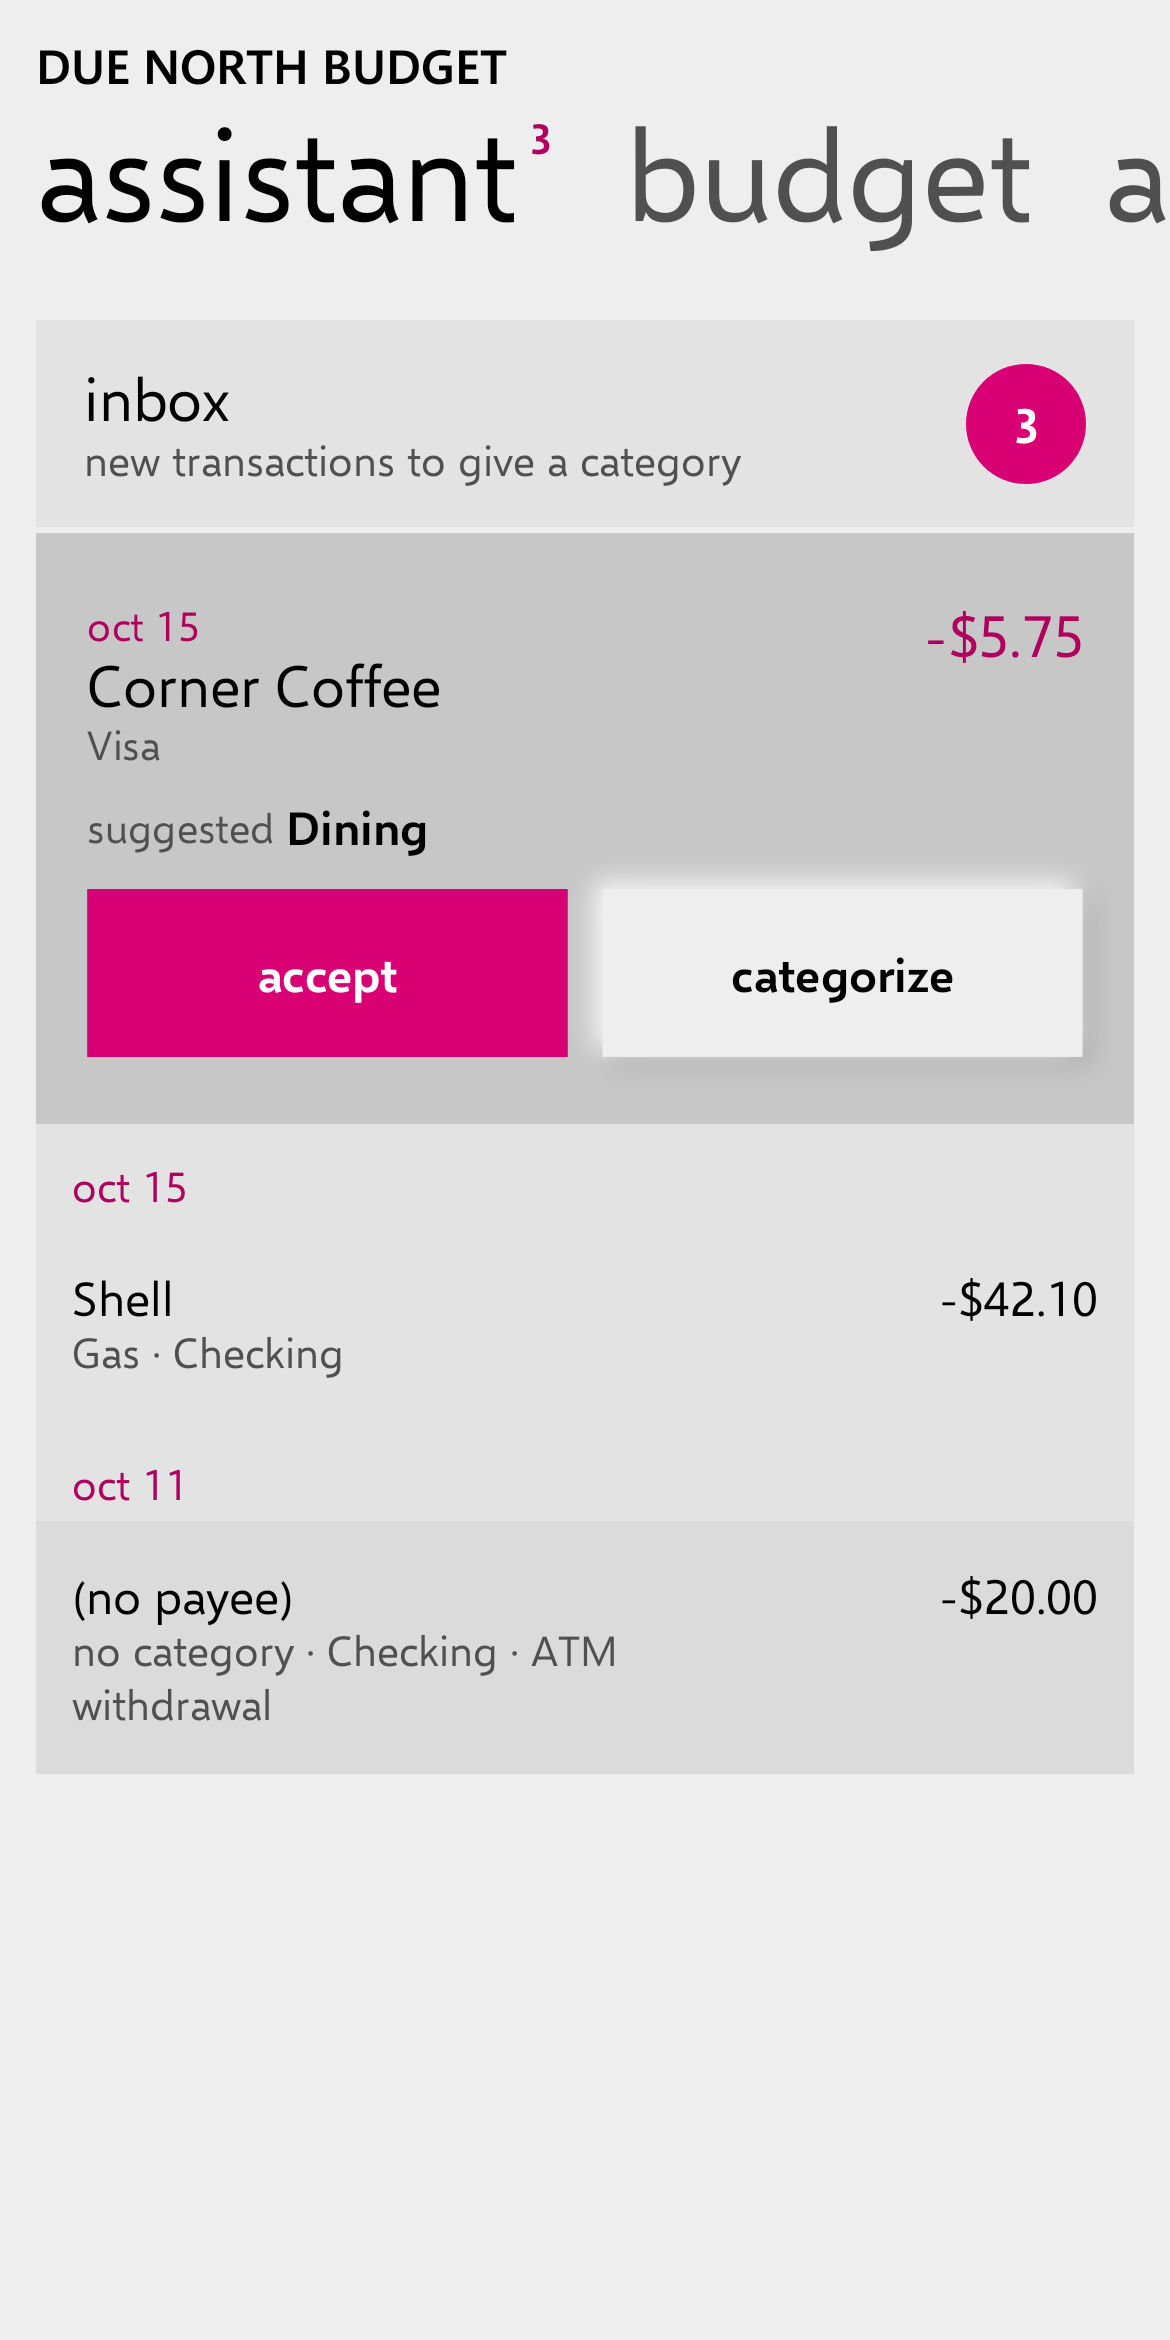 DUE NORTH BUDGET
assistant 3 budget a
inbox
new transactions to give a category
3
oct 15
-$5.75
Corner Coffee
Visa
suggested Dining
accept
categorize
oct 15
Shell
-$42.10
Gas · Checking
oct 11
(no payee)
-$20.00
no category · Checking · ATM
withdrawal